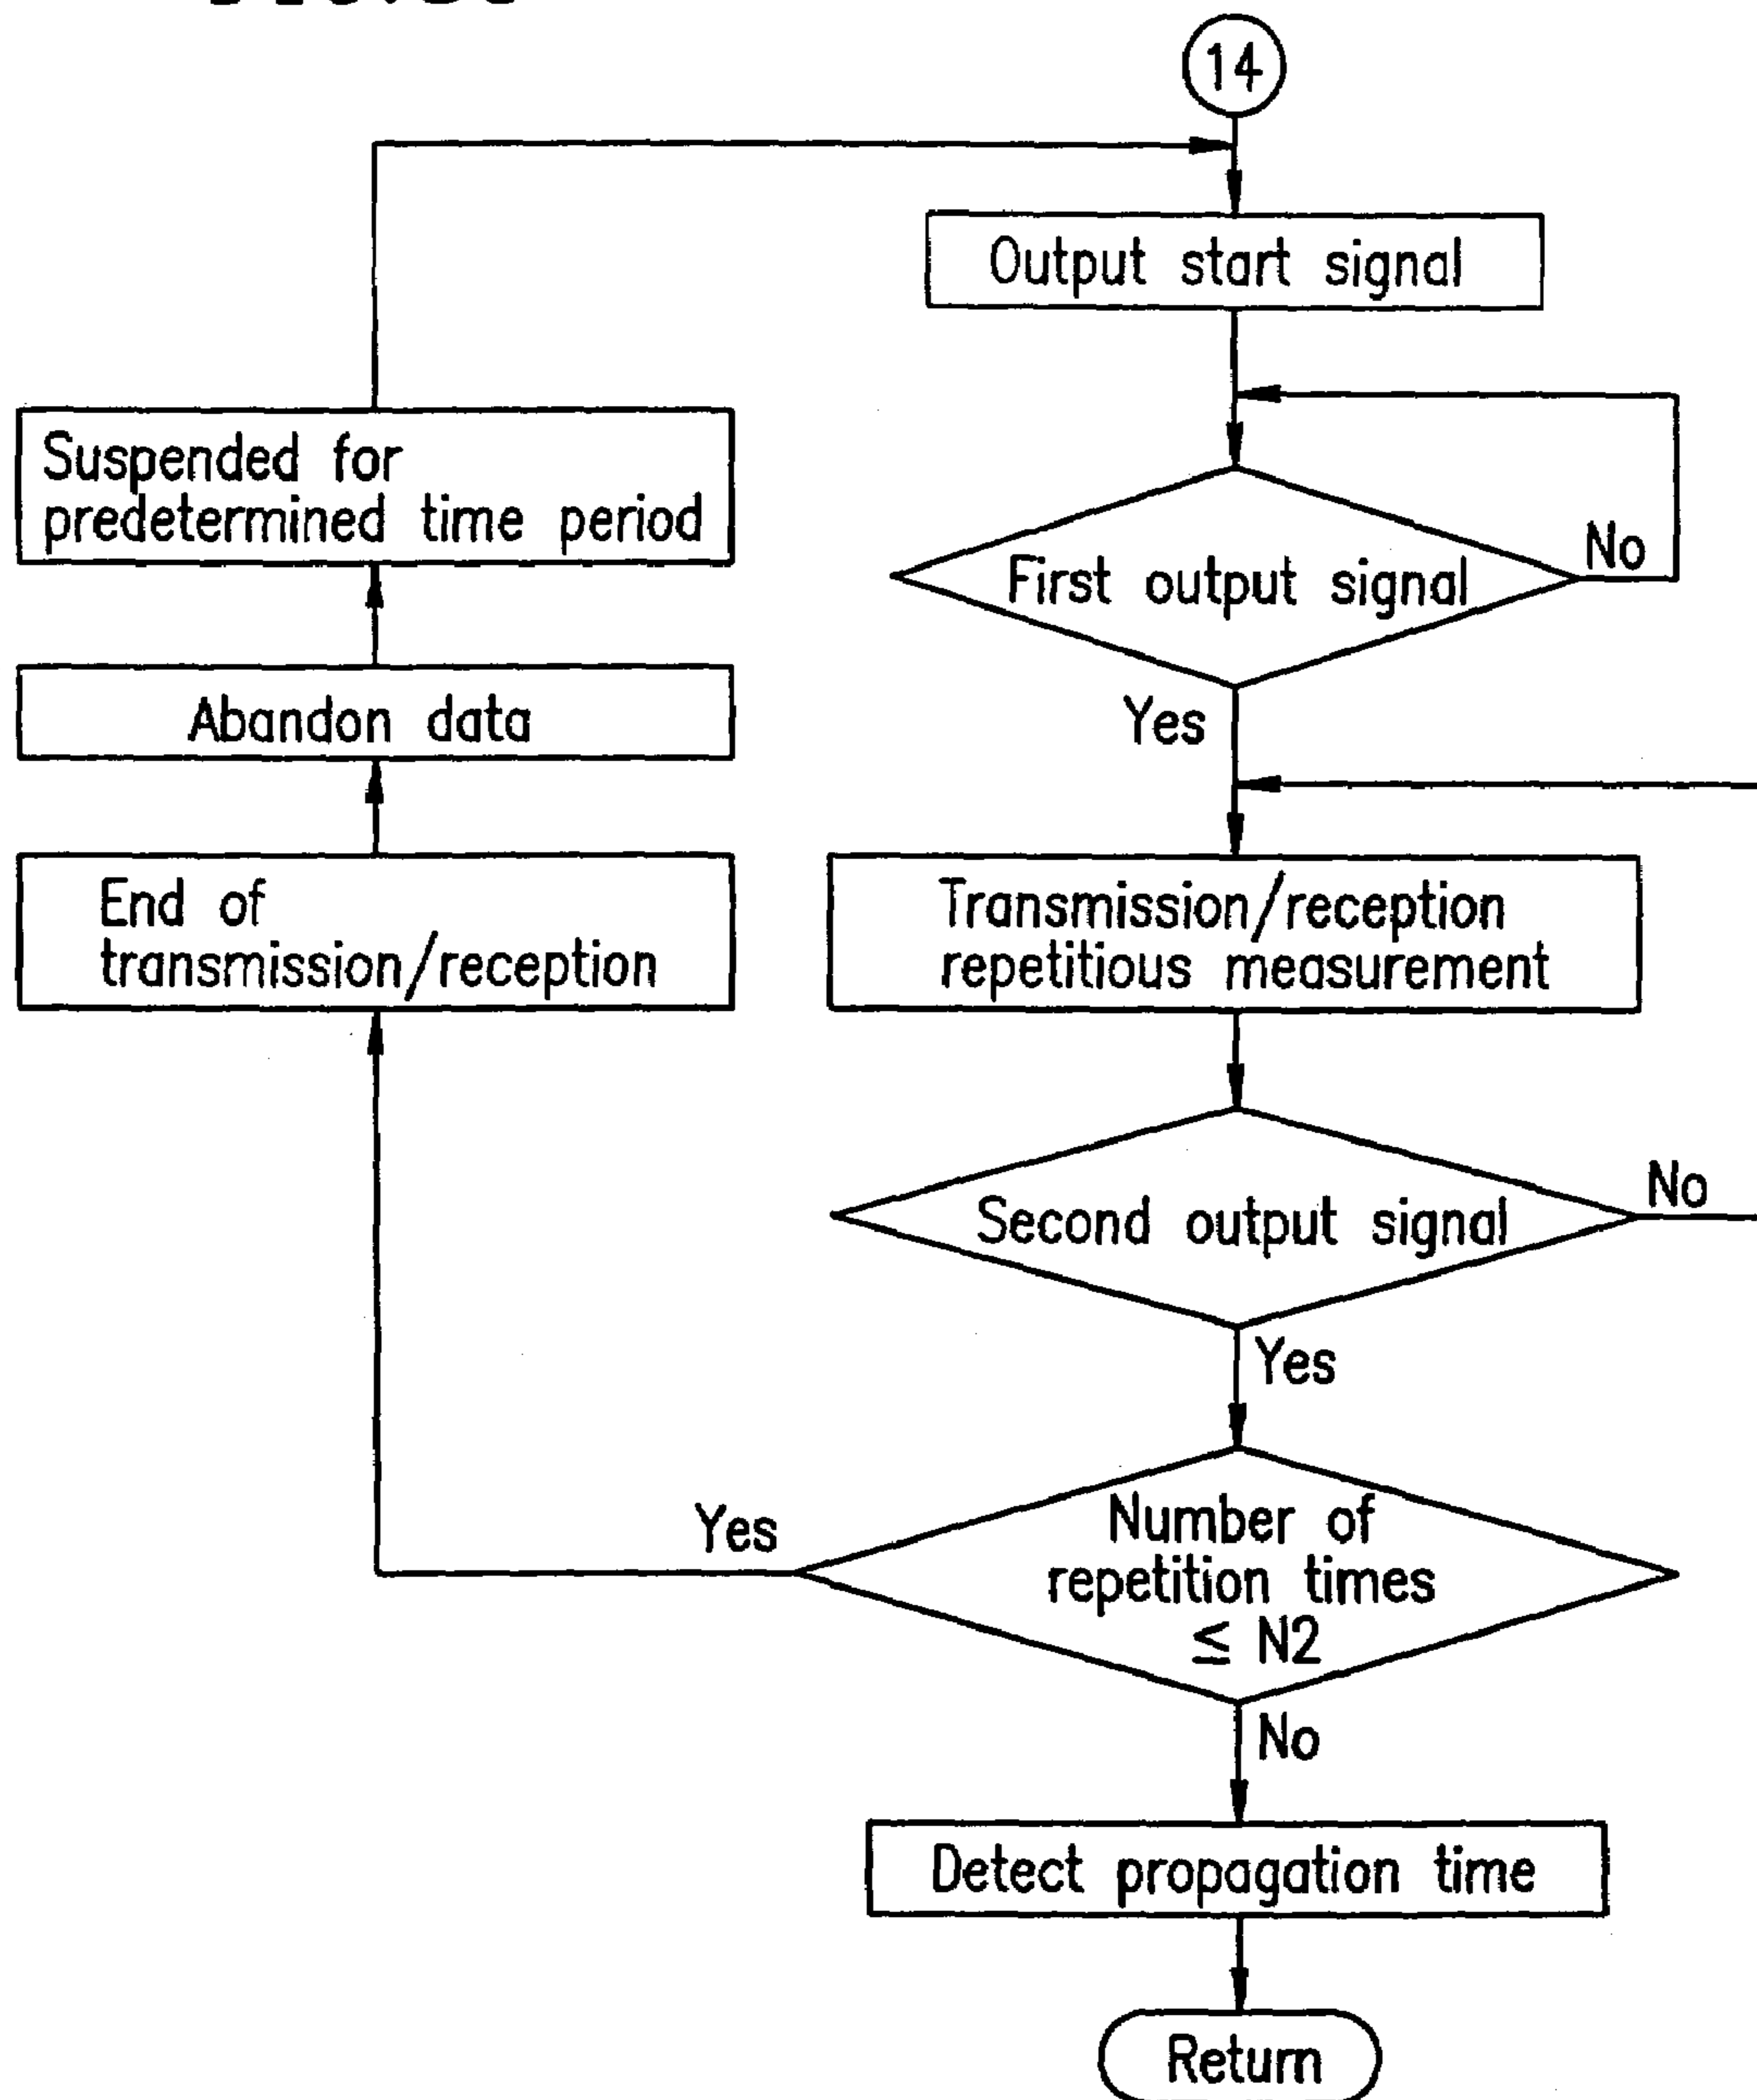 14
Output start signal
First output signal
No
Yes
Transmission/reception
repetitious measurement
Second output signal
No
Yes
Number of
repetition times
≤ N2
Yes
No
Detect propagation time
Return
End of
transmission/reception
Abandon data
Suspended for
predetermined time period